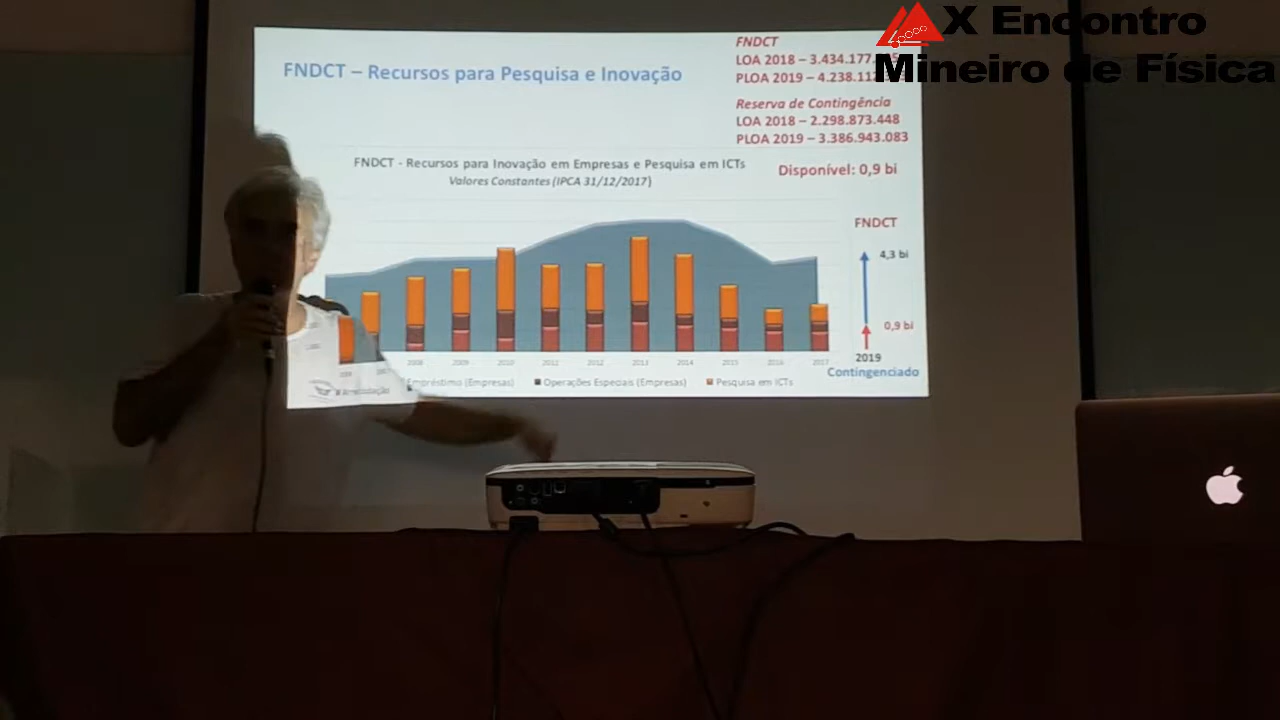 X Encontro
Mineiro de Física
FNDCT – Recursos para Pesquisa e Inovação
FNDCT
LOA 2018 – 3.434.177.
PLOA 2019 – 4.238.11
Reserva de Contingência
LOA 2018 – 2.298.873.448
PLOA 2019 – 3.386.943.083
Disponível: 0,9 bi
FNDCT - Recursos para Inovação em Empresas e Pesquisa em ICTs
Valores Constantes (IPCA 31/12/2017)
FNDCT
4,3 bi
0,9 bi
2019
Contingenciado
2008 2009 2010 2011 2012 2013 2014 2015 2016 2017
Arrecadação Empréstimo (Empresas) Operações Especiais (Empresas) Pesquisa em ICTs